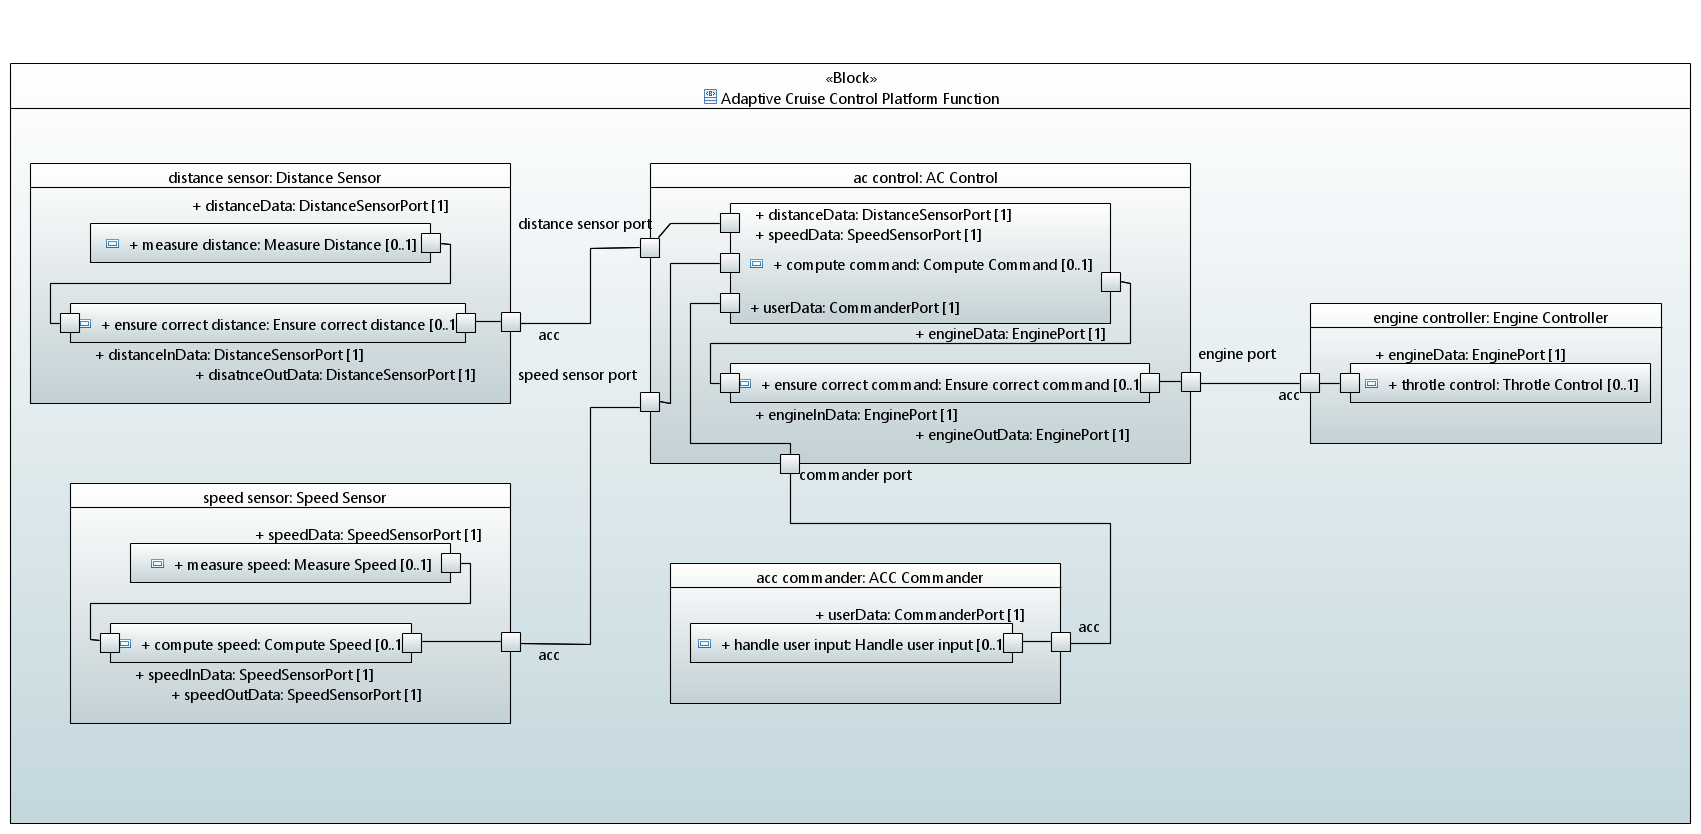 «Block»
Adaptive Cruise Control Platform Function
distance sensor: Distance Sensor
+ distanceData: DistanceSensorPort [1]
+ measure distance: Measure Distance [0..1]
+ ensure correct distance: Ensure correct distance [0..1
+ distanceInData: DistanceSensorPort [1]
+ disatnceOutData: DistanceSensorPort [1]
acc
distance sensor port
speed sensor port
ac control: AC Control
+ distanceData: DistanceSensorPort [1]
+ speedData: SpeedSensorPort [1]
+ compute command: Compute Command [0..1]
+ userData: CommanderPort [1]
+ engineData: EnginePort [1]
+ ensure correct command: Ensure correct command [0..1
+ engineInData: EnginePort [1]
+ engineOutData: EnginePort [1]
commander port
engine port
acc
engine controller: Engine Controller
+ engineData: EnginePort [1]
+ throtle control: Throtle Control [0..1]
speed sensor: Speed Sensor
+ speedData: SpeedSensorPort [1]
+ measure speed: Measure Speed [0..1]
+ compute speed: Compute Speed [0..1
+ speedInData: SpeedSensorPort [1]
+ speedOutData: SpeedSensorPort [1]
acc
acc commander: ACC Commander
+ userData: CommanderPort [1]
+ handle user input: Handle user input [0..1
acc